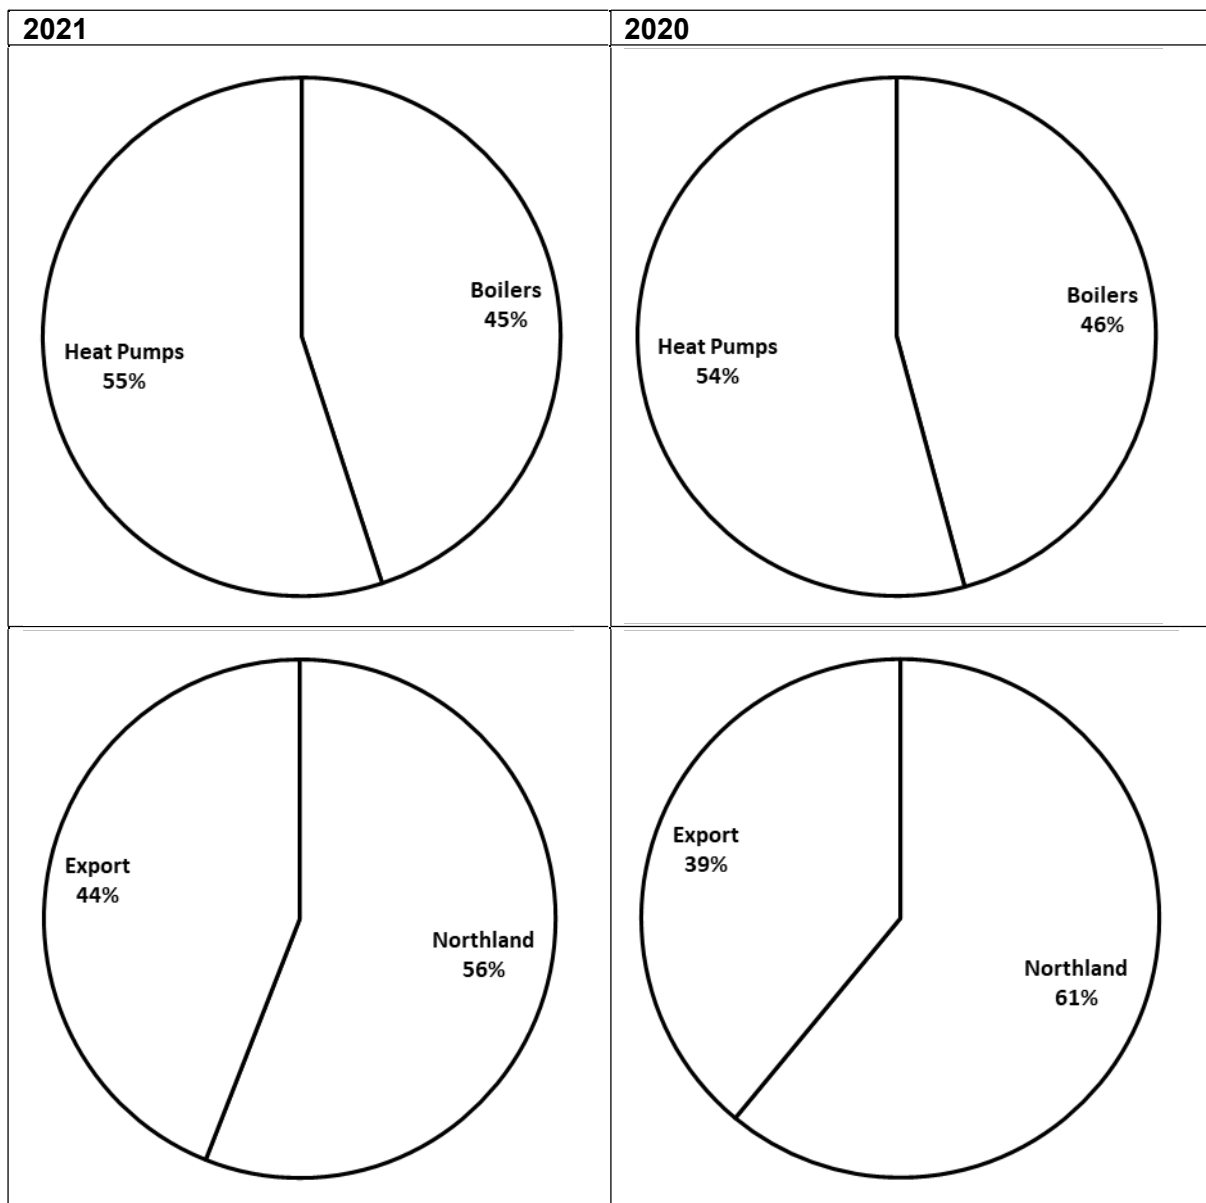 2021
2020
Boilers
45%
Heat Pumps
55%
Boilers
46%
Heat Pumps
54%
Export
44%
Northland
56%
Export
39%
Northland
61%